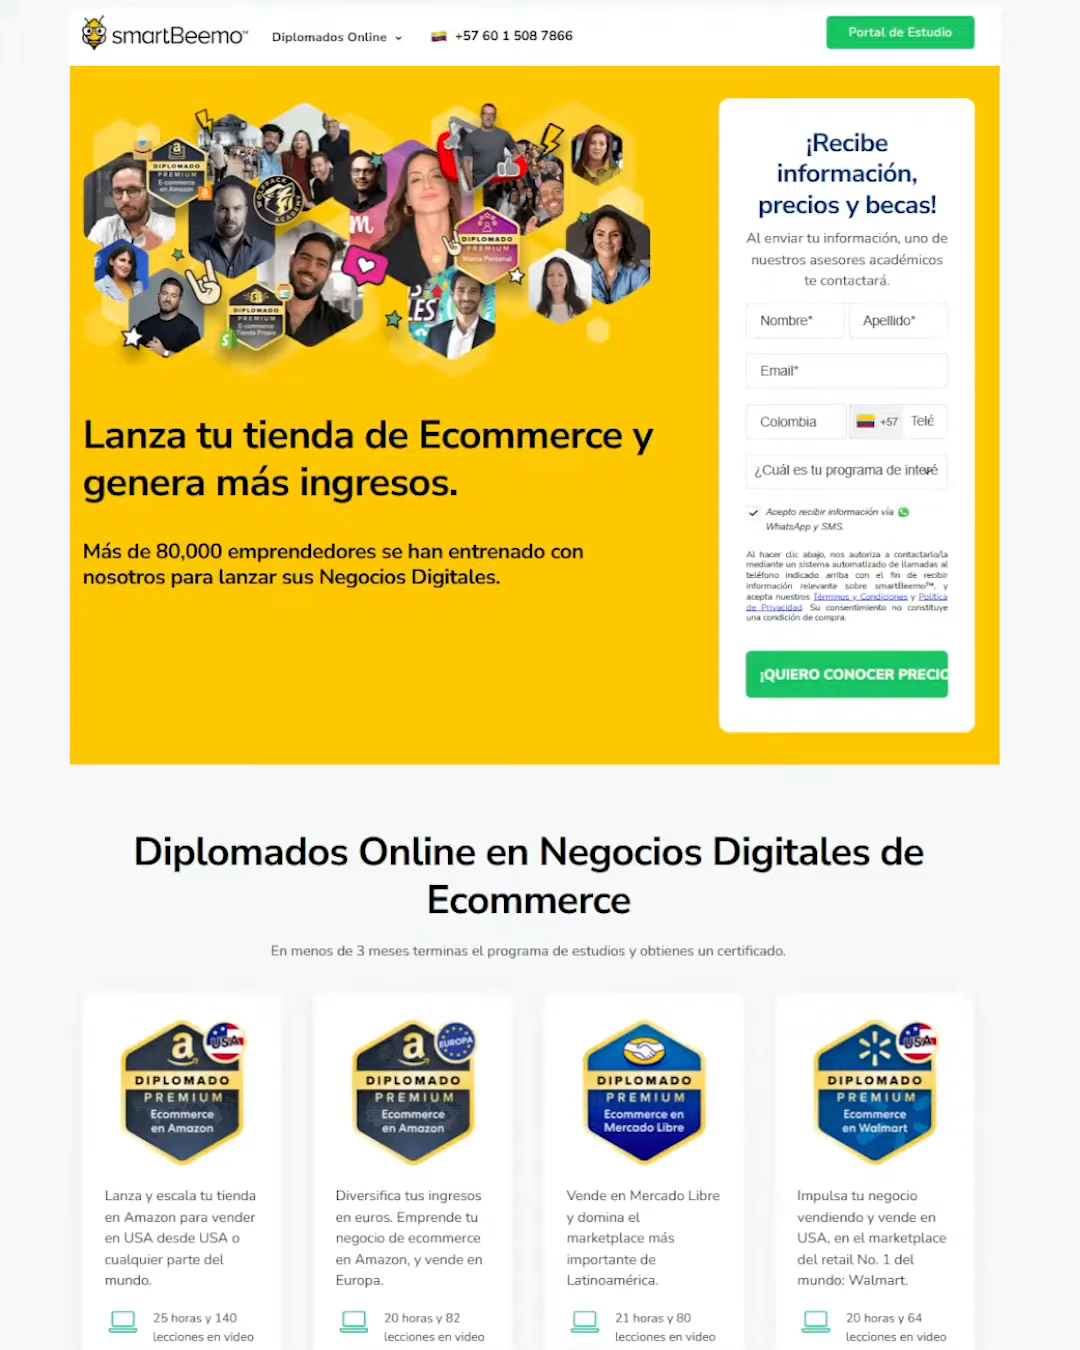 smartBeemo™
Diplomados Online
+57 60 1 508 7866
Portal de Estudio
a
DIPLOMADO
PREMIUM
E-commerce
en Amazon
a
WOLFPACK
ACADEMY
m
DIPLOMADO
PREMIUM
Marca Personal
DIPLOMADO
PREMIUM
E-commerce
Tienda Propia
LES
Lanza tu tienda de Ecommerce y
genera más ingresos.
Más de 80,000 emprendedores se han entrenado con
nosotros para lanzar sus Negocios Digitales.
¡Recibe
información,
precios y becas!
Al enviar tu información, uno de
nuestros asesores académicos
te contactará.
Nombre* Apellido*
Email*
Colombia +57 Telé
¿Cuál es tu programa de interé
Acepto recibir información vía
WhatsApp y SMS.
Al hacer clic abajo, nos autoriza a contactarlo/la
mediante un sistema automatizado de llamadas al
teléfono indicado arriba con el fin de recibir
información relevante sobre smartBeemo™, y
acepta nuestros Términos y Condiciones y Política
de Privacidad. Su consentimiento no constituye
una condición de compra.
¡QUIERO CONOCER PRECIO
Diplomados Online en Negocios Digitales de
Ecommerce
En menos de 3 meses terminas el programa de estudios y obtienes un certificado.
a USA
DIPLOMADO
PREMIUM
Ecommerce
en Amazon
Lanza y escala tu tienda
en Amazon para vender
en USA desde USA o
cualquier parte del
mundo.
25 horas y 140
lecciones en video
a EUROPA
DIPLOMADO
PREMIUM
Ecommerce
en Amazon
Diversifica tus ingresos
en euros. Emprende tu
negocio de ecommerce
en Amazon, y vende en
Europa.
20 horas y 82
lecciones en video
DIPLOMADO
PREMIUM
Ecommerce en
Mercado Libre
Vende en Mercado Libre
y domina el
marketplace más
importante de
Latinoamérica.
21 horas y 80
lecciones en video
USA
DIPLOMADO
PREMIUM
Ecommerce
en Walmart
Impulsa tu negocio
vendiendo y vende en
USA, en el marketplace
del retail No. 1 del
mundo: Walmart.
20 horas y 64
lecciones en video